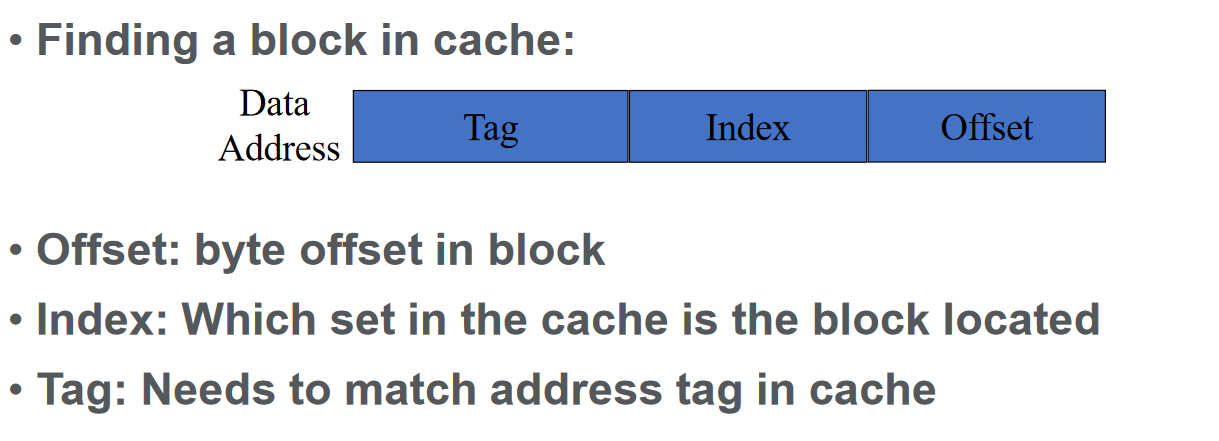 • Finding a block in cache:
Data
Address
Tag
Index
Offset
• Offset: byte offset in block
• Index: Which set in the cache is the block located
• Tag: Needs to match address tag in cache